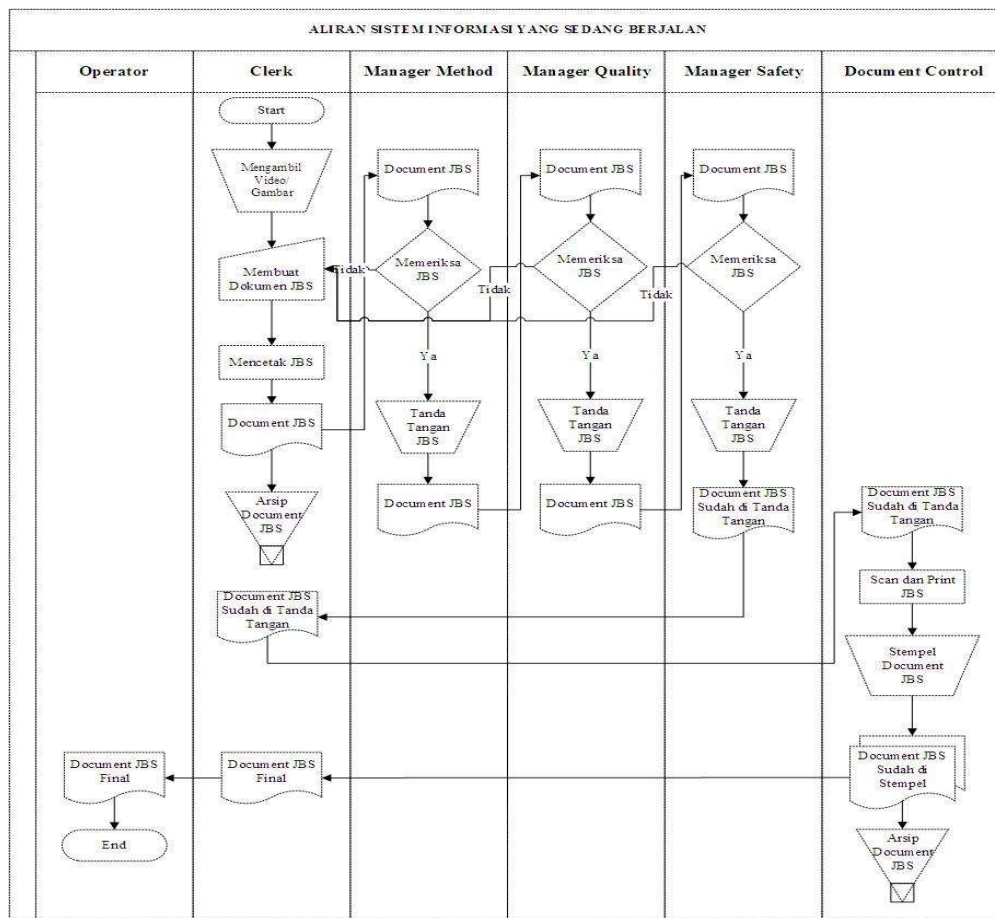 ALIRAN SISTEM INFORMASI YANG SEDANG BERJALAN
Operator
Clerk
Manager Method
Manager Quality
Manager Safety
Document Control
Start
Mengambil
Video/
Gambar
Membuat
Dokumen JBS
Mencetak JBS
Document JBS
Arsip
Document
JBS
Document JBS
Sudah di Tanda
Tangan
Document JBS
Final
Document JBS
Final
End
Document JBS
Memeriksa
JBS
Tidak
Ya
Tanda
Tangan
JBS
Document JBS
Document JBS
Memeriksa
JBS
Tidak
Tanda
Tangan
JBS
Document JBS
Document JBS
Memeriksa
JBS
Tidak
Ya
Tanda
Tangan
JBS
Document JBS
Sudah di Tanda
Tangan
Document JBS
Sudah di Tanda
Tangan
Scan dan Print
JBS
Stempel
Document
JBS
Document JBS
Sudah di
Stempel
Arsip
Document
JBS